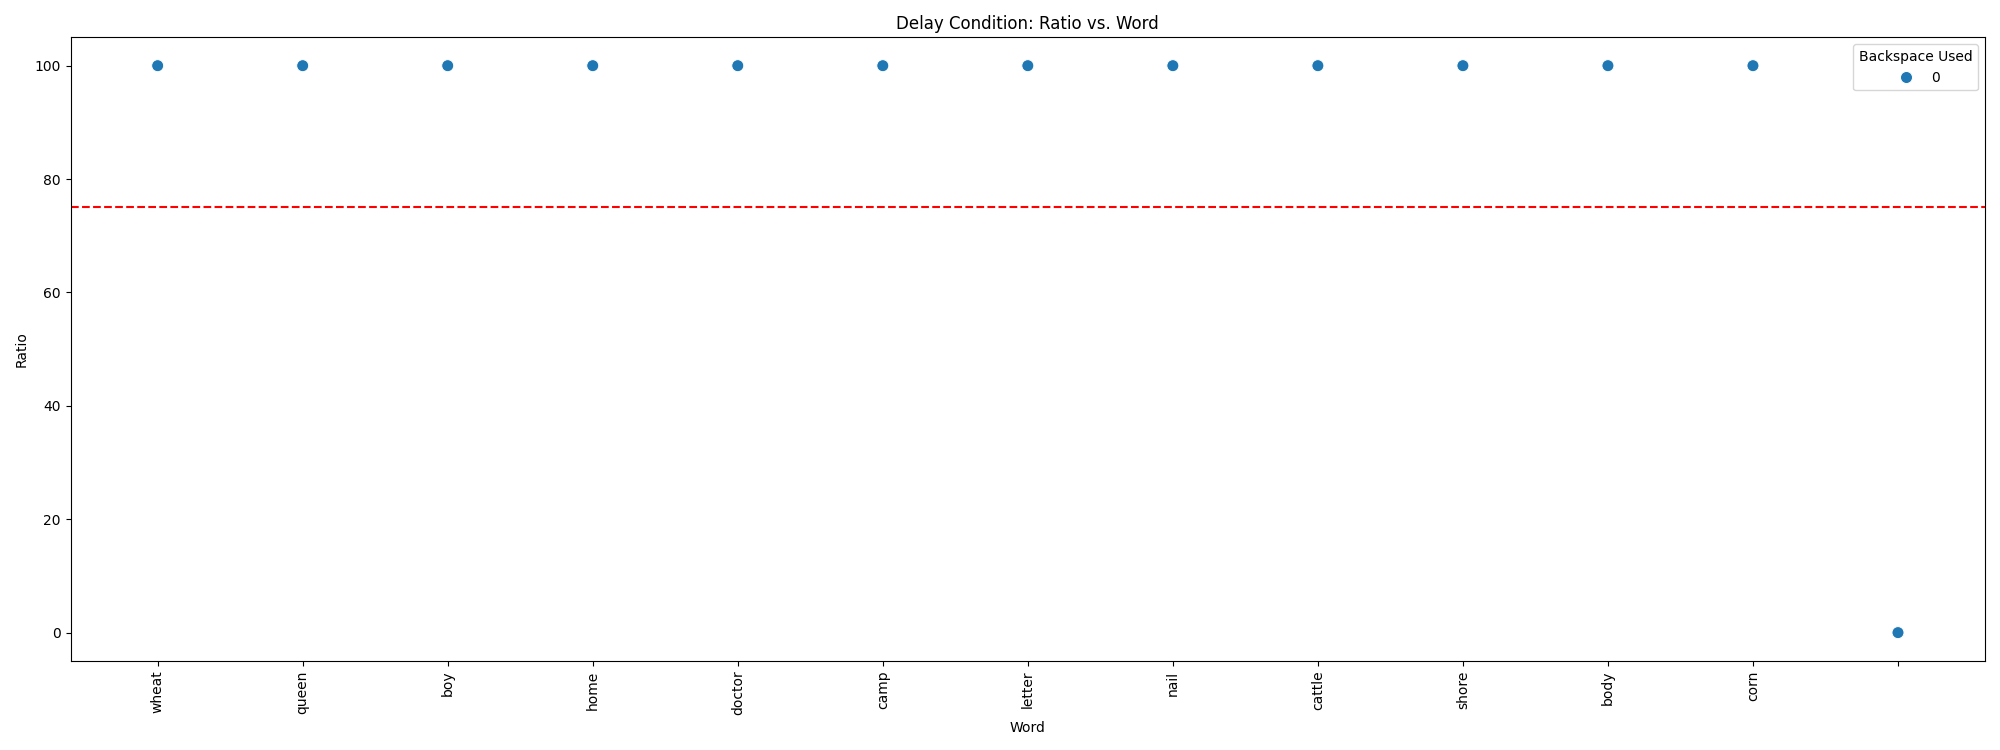 Delay Condition: Ratio vs. Word
Backspace Used
0
100
80
60
40
20
0
Ratio
wheat
queen
boy
home
doctor
camp
letter
nail
cattle
shore
body
corn
Word